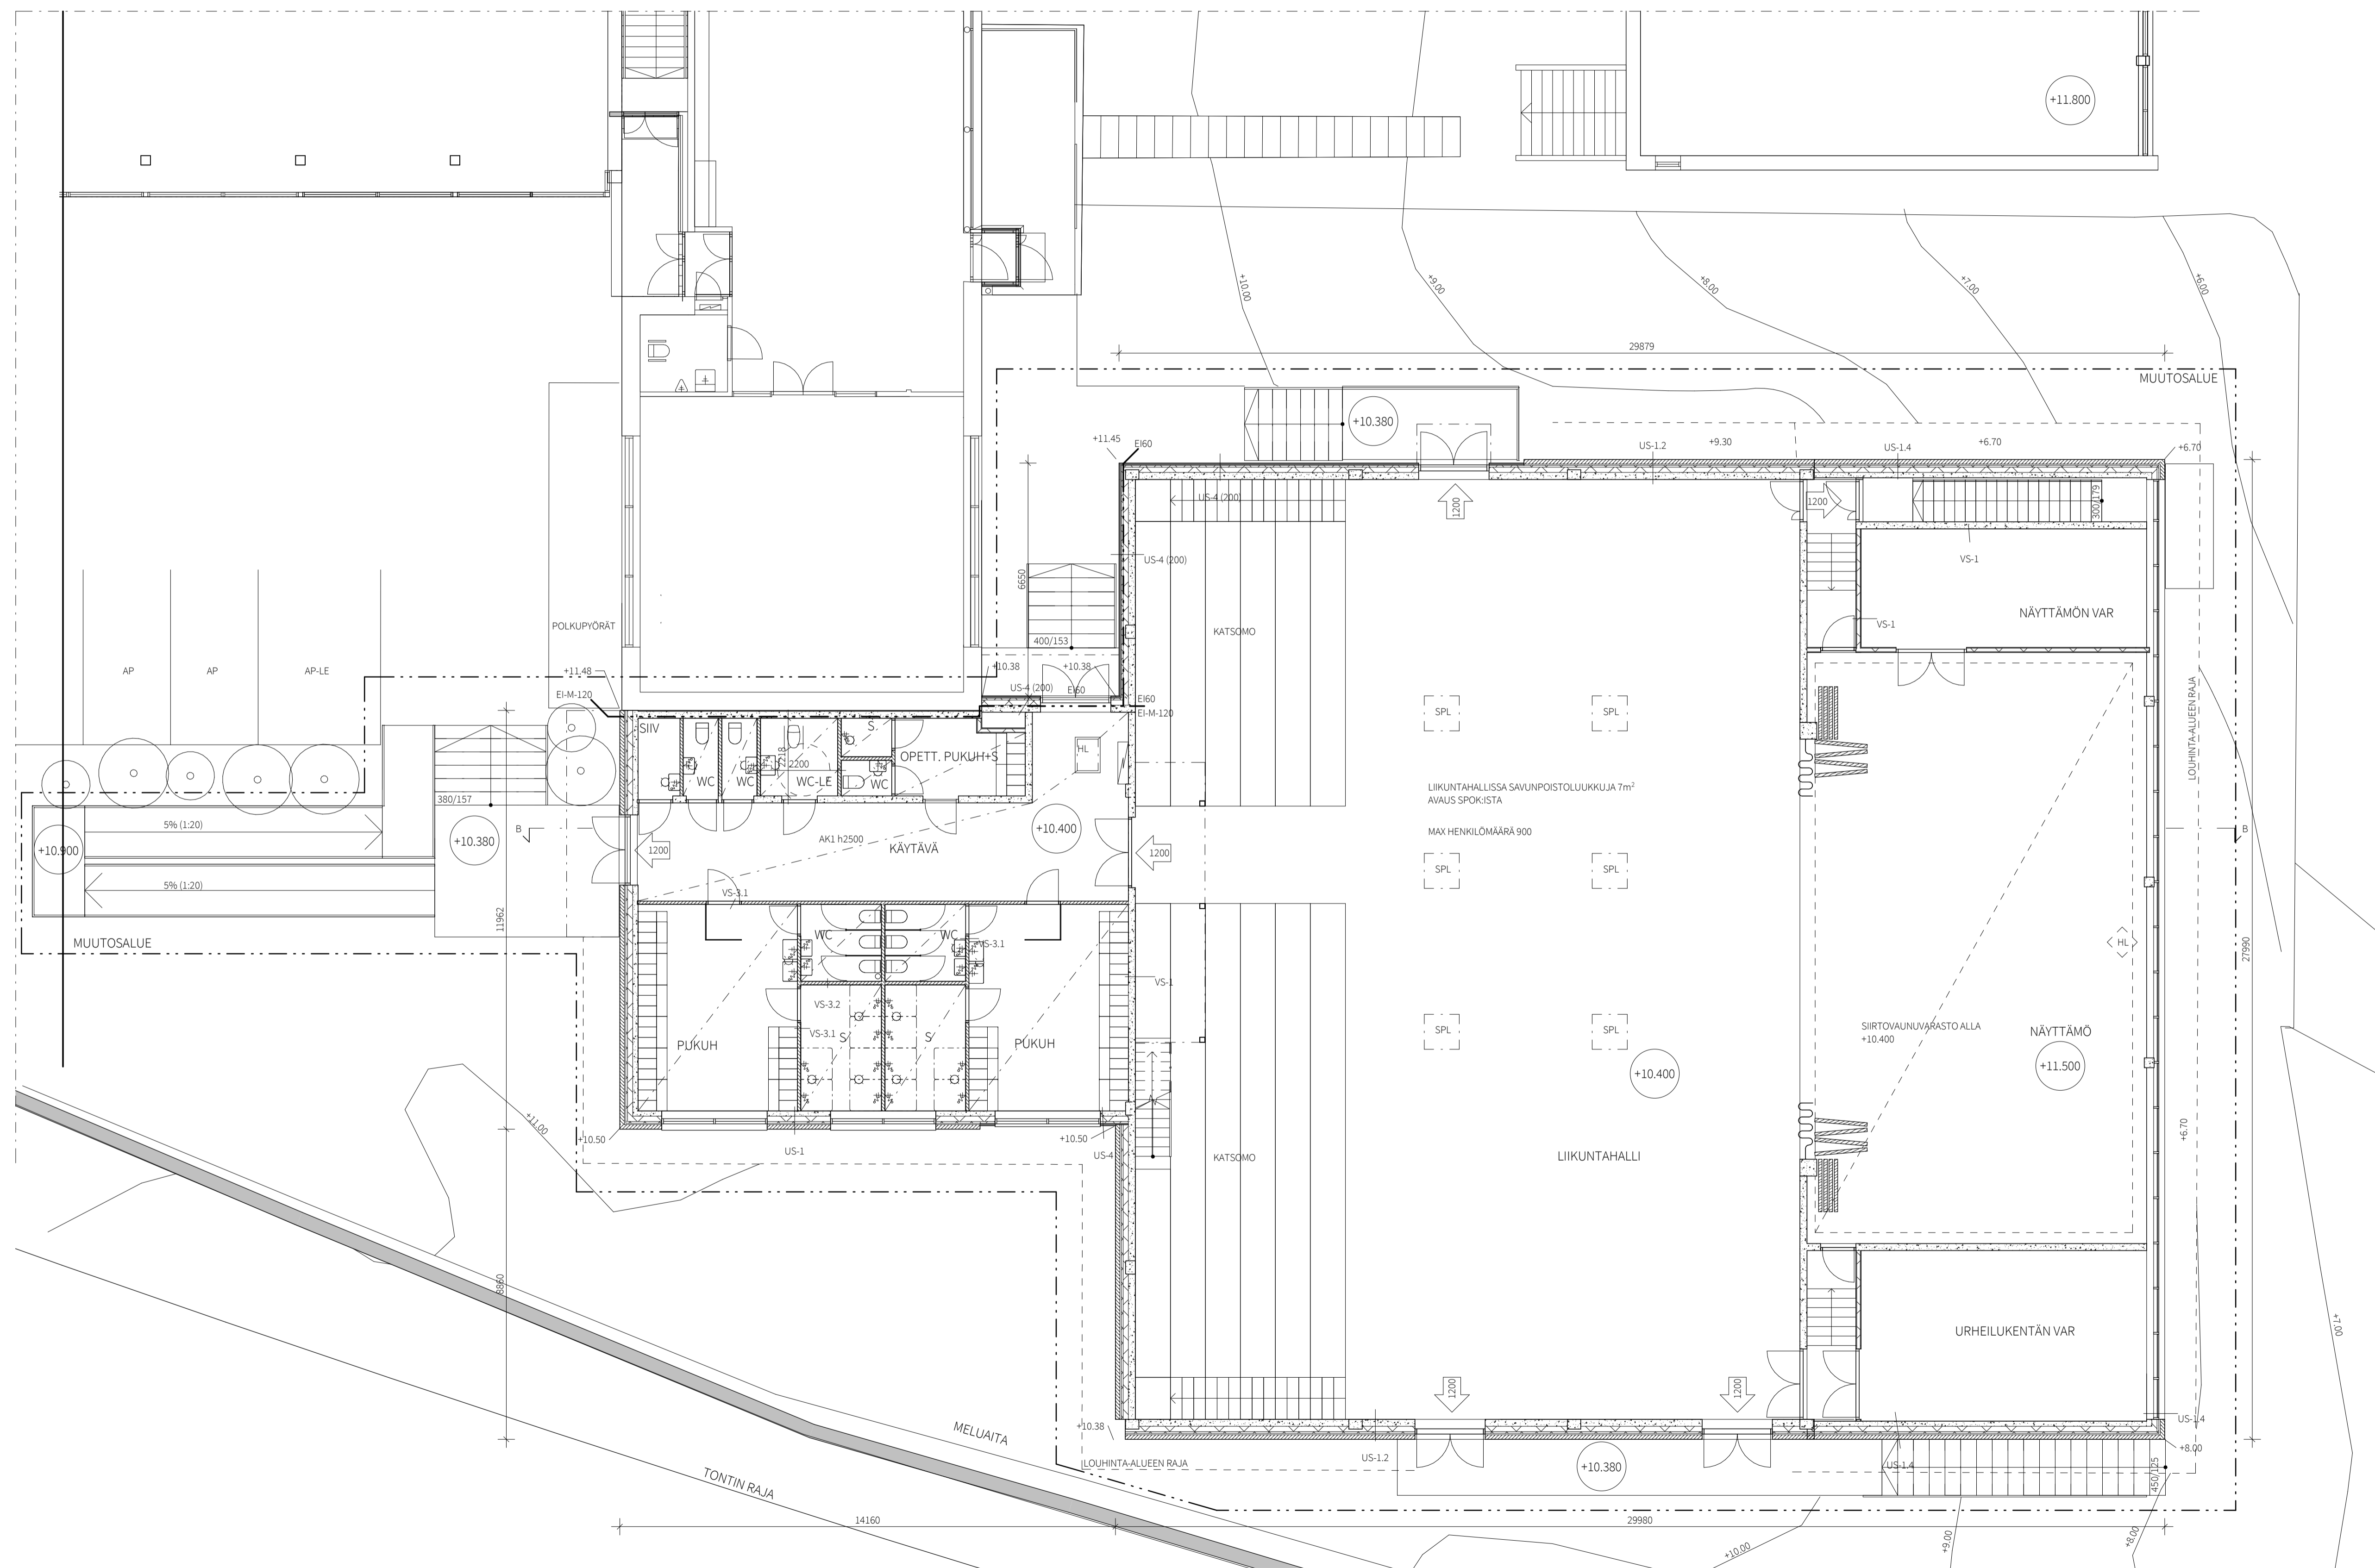 +11.800
+10.00
+9.00
+8.00
+7.00
+6.00
29879
MUUTOSALUE
+10.380
+11.45
EI60
US-1.2
+9.30
US-1.4
+6.70
+6.70
US-4 (200)
1200
1200
300/179
US-4 (200)
VS-1
6650
NÄYTTÄMÖN VAR
VS-1
POLKUPYÖRÄT
KATSOMO
400/153
AP
AP
AP-LE
+11.48
+10.38
+10.38
US-4 (200)
EI60
EI-M-120
EI60
EI-M-120
SPL
SPL
LOUHINTA-ALUEEN RAJA
SIIV
S
OPETT. PUKUH+S
HL
2218
2200
WC
WC
WC-LE
WC
LIIKUNTAHALLISSA SAVUNPOISTOLUUKKUJA 7m²
AVAUS SPOK:ISTA
380/157
5% (1:20)
+10.900
+10.380
B
1200
AK1 h2500
KÄYTÄVÄ
+10.400
1200
MAX HENKILÖMÄÄRÄ 900
B
SPL
SPL
5% (1:20)
VS-3.1
11962
MUUTOSALUE
WC
WC
VS-3.1
HL
27990
VS-1
VS-3.2
VS-3.1
PUKUH
S
S
PUKUH
SPL
SPL
SIIRTOVAUNUVARASTO ALLA
+10.400
NÄYTTÄMÖ
+10.400
+11.500
+11.00
+10.50
+10.50
US-1
US-4
KATSOMO
LIIKUNTAHALLI
+6.70
8860
URHEILUKENTÄN VAR
+7.00
1200
1200
US-1.4
MELUAITA
+10.38
+8.00
LOUHINTA-ALUEEN RAJA
US-1.2
+10.380
US-1.4
450/125
TONTIN RAJA
14160
29980
+10.00
+9.00
+8.00